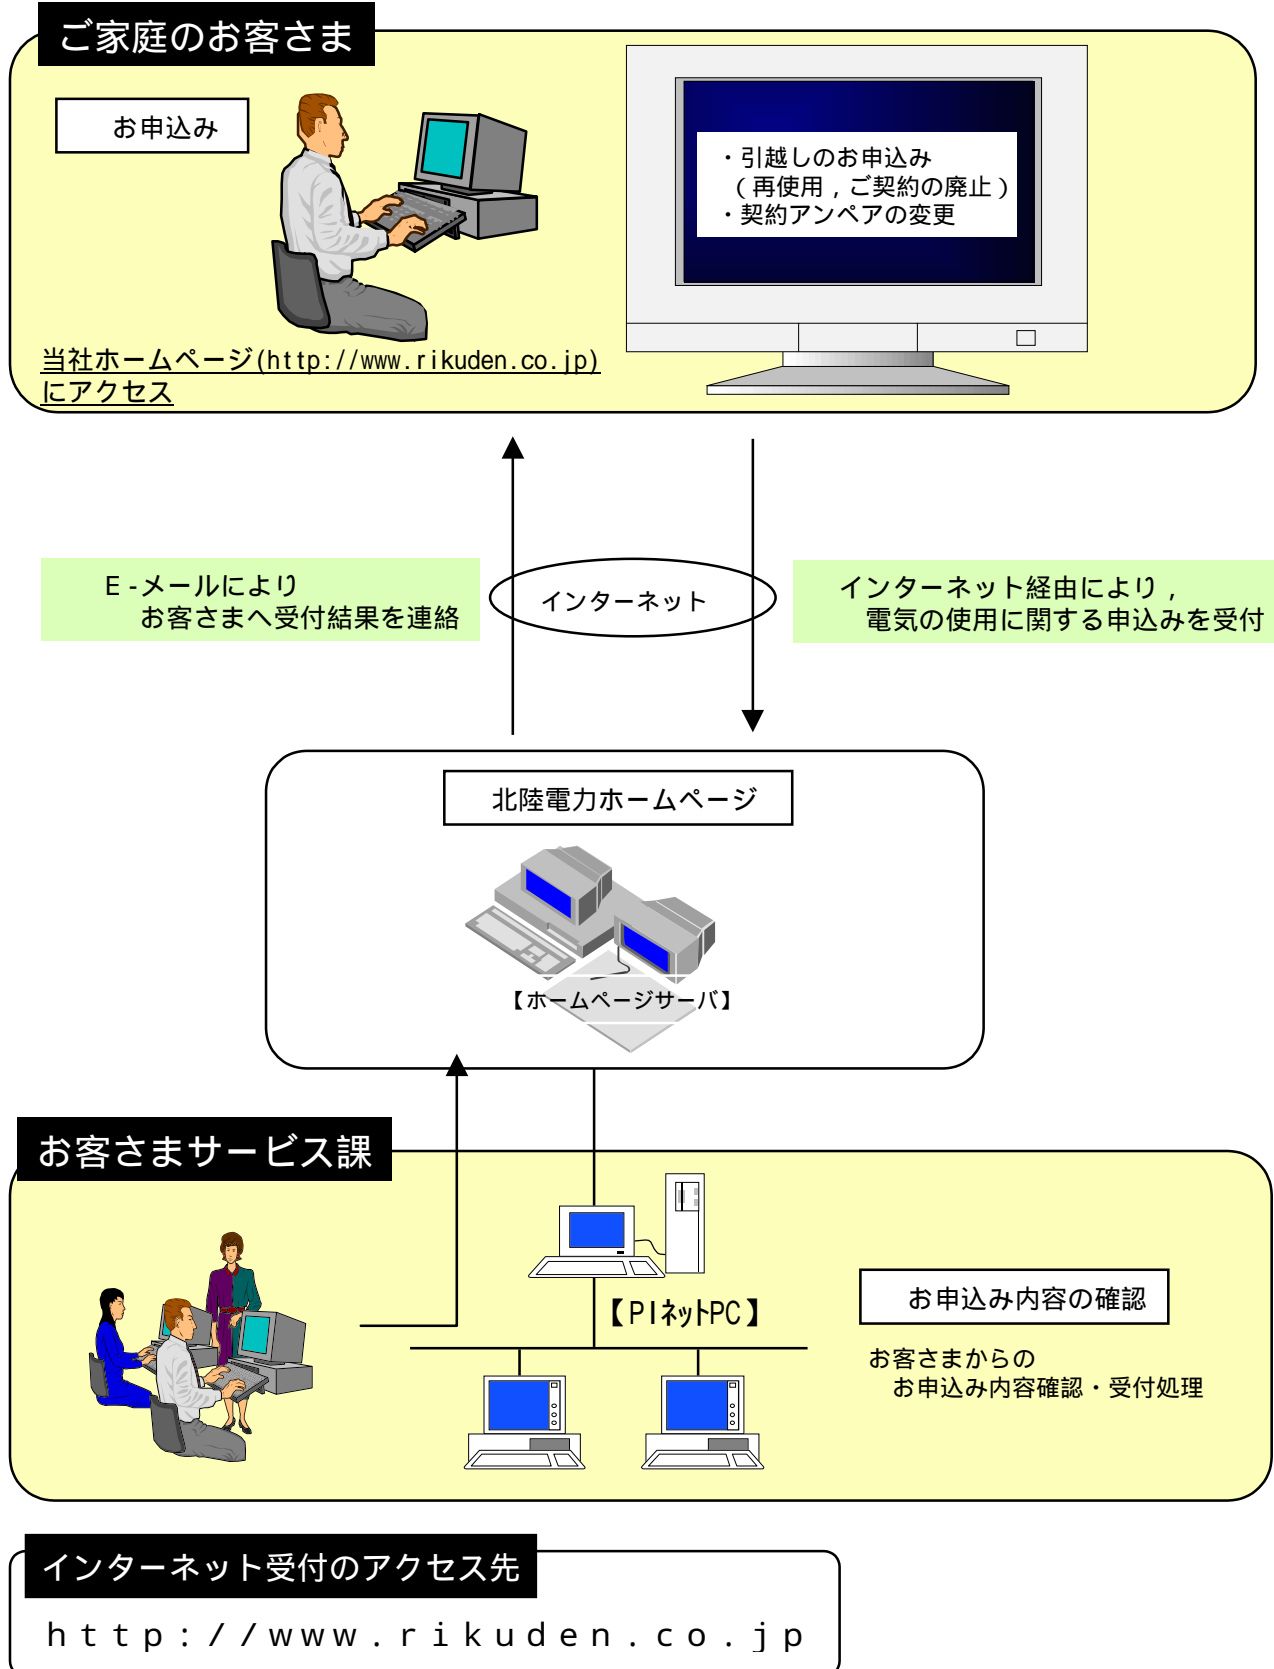 ご家庭のお客さま
お申込み
・引越しのお申込み
（再使用，ご契約の廃止）
・契約アンペアの変更
当社ホームページ(http://www.rikuden.co.jp)
にアクセス
E-メールにより
お客さまへ受付結果を連絡
インターネット
インターネット経由により，
電気の使用に関する申込みを受付
北陸電力ホームページ
【ホームページサーバ】
お客さまサービス課
【PIネットPC】
お申込み内容の確認
お客さまからの
お申込み内容確認・受付処理
インターネット受付のアクセス先
http://www.rikuden.co.jp